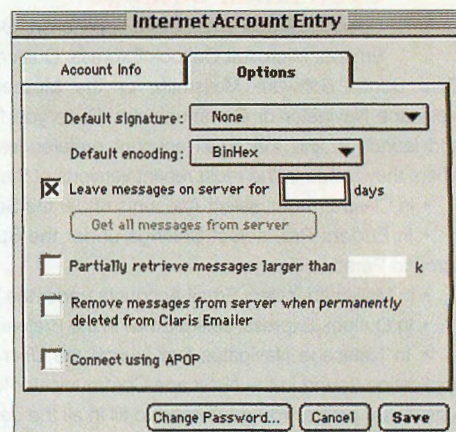 Internet Account Entry
Account Info
Options
Default signature: None
Default encoding: BinHex
Leave messages on server for days
Get all messages from server
Partially retrieve messages larger than k
Remove messages from server when permanently
deleted from Claris Emailer
Connect using APOP
Change Password... Cancel Save